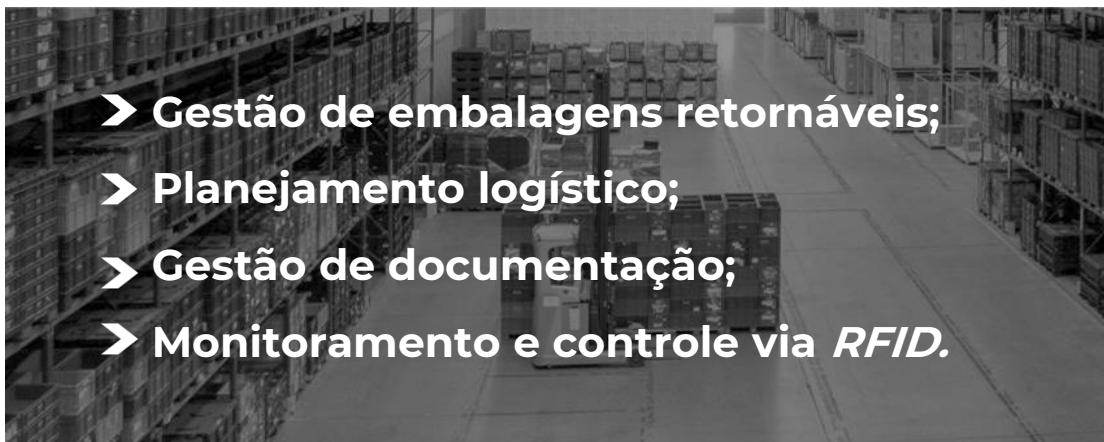 Gestão de embalagens retornáveis;
Planejamento logístico;
Gestão de documentação;
Monitoramento e controle via RFID.